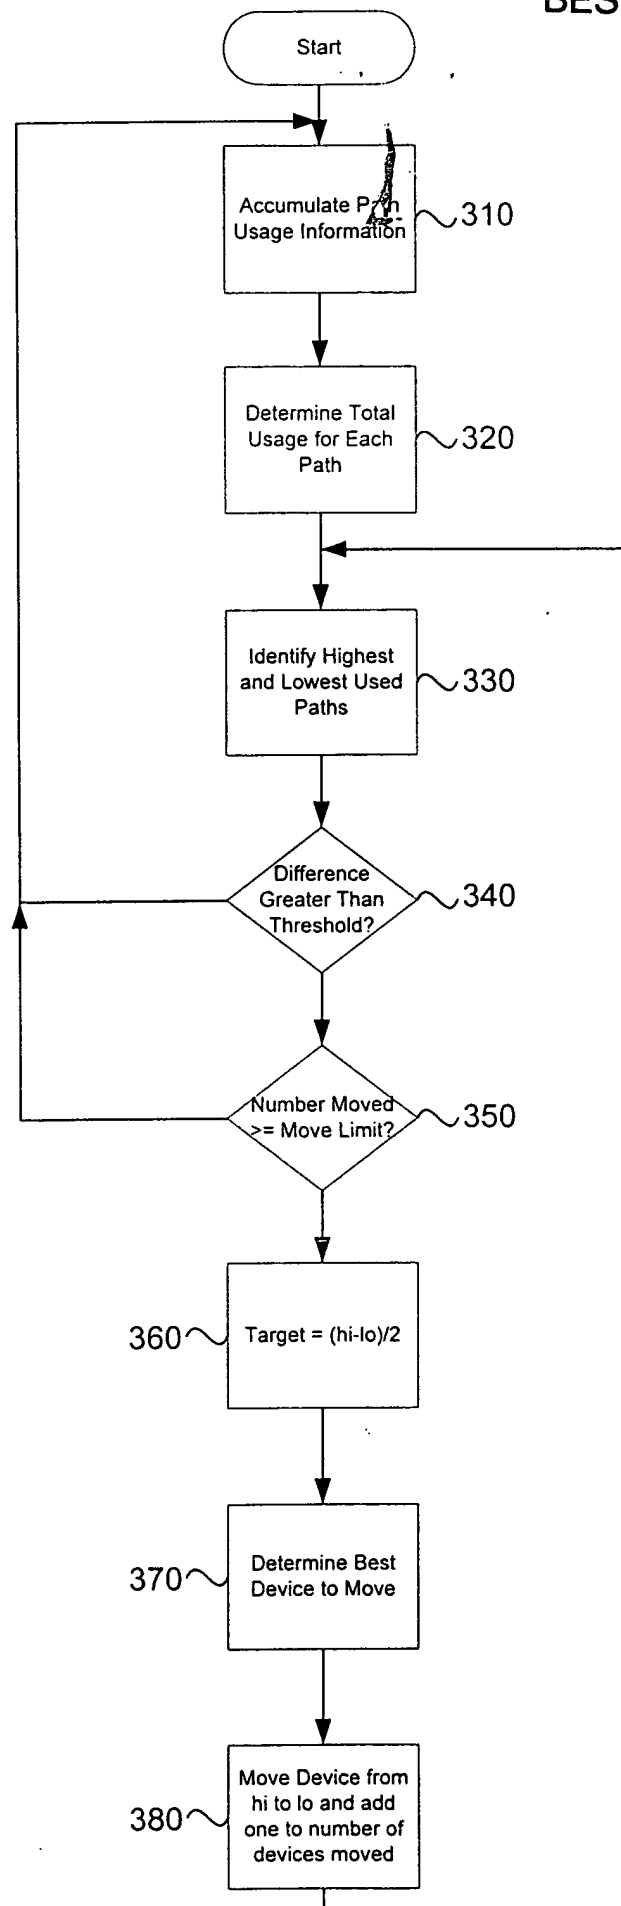 BES
Start
Accumulate Path
Usage Information
310
Determine Total
Usage for Each
Path
320
Identify Highest
and Lowest Used
Paths
330
Difference
Greater Than
Threshold?
340
Number Moved
>= Move Limit?
350
360
Target = (hi-lo)/2
370
Determine Best
Device to Move
380
Move Device from
hi to lo and add
one to number of
devices moved